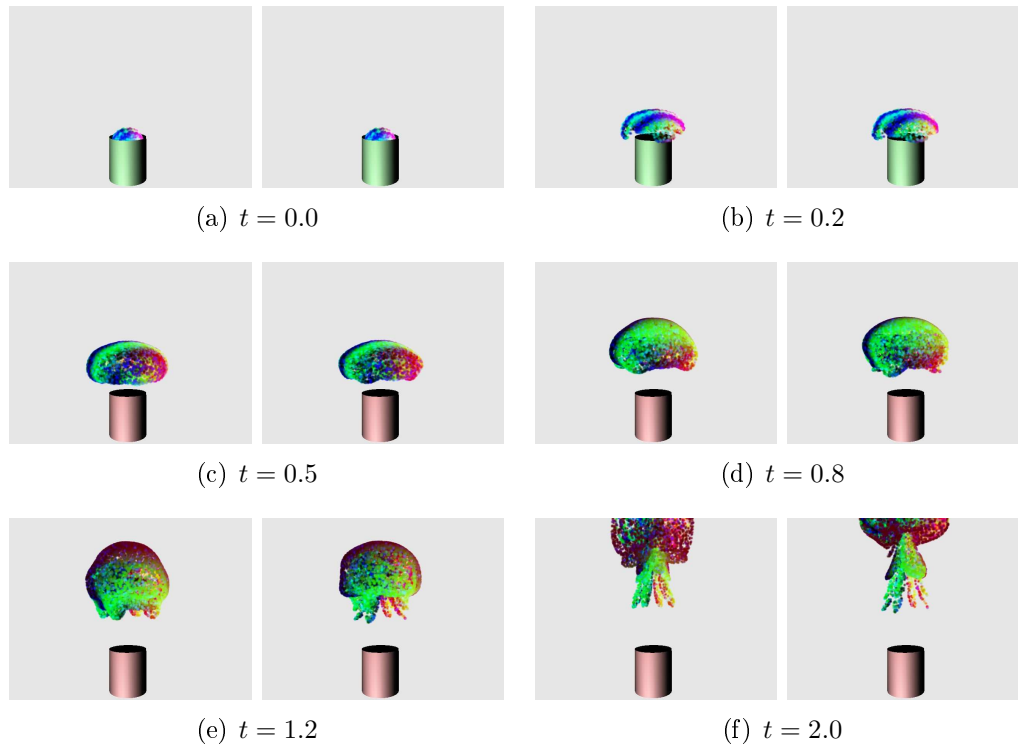 (a) t = 0.0
(b) t = 0.2
(c) t = 0.5
(d) t = 0.8
(e) t = 1.2
(f) t = 2.0